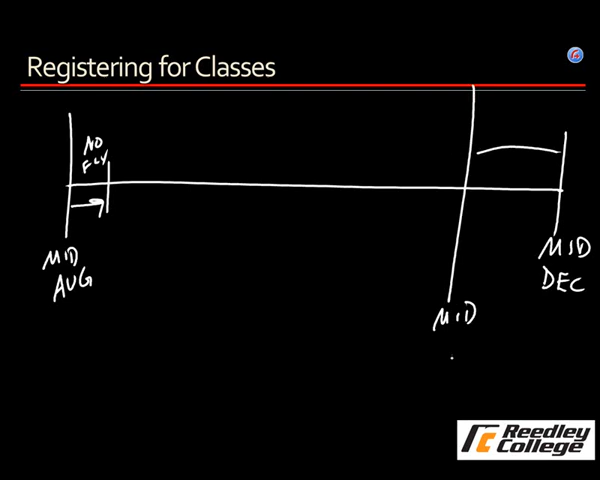 Registering for Classes
NO
FLY
MID
AUG
MID
MID
DEC
Reedley
College